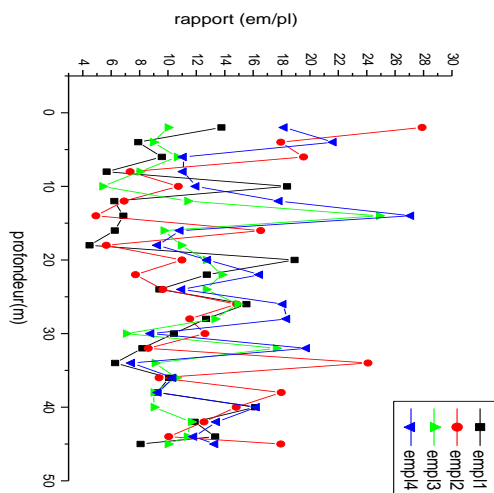 rapport (em/pl)
4 6 8 10 12 14 16 18 20 22 24 26 28 30
0
10
20
30
40
50
profondeur(m)
empl1
empl2
empl3
empl4